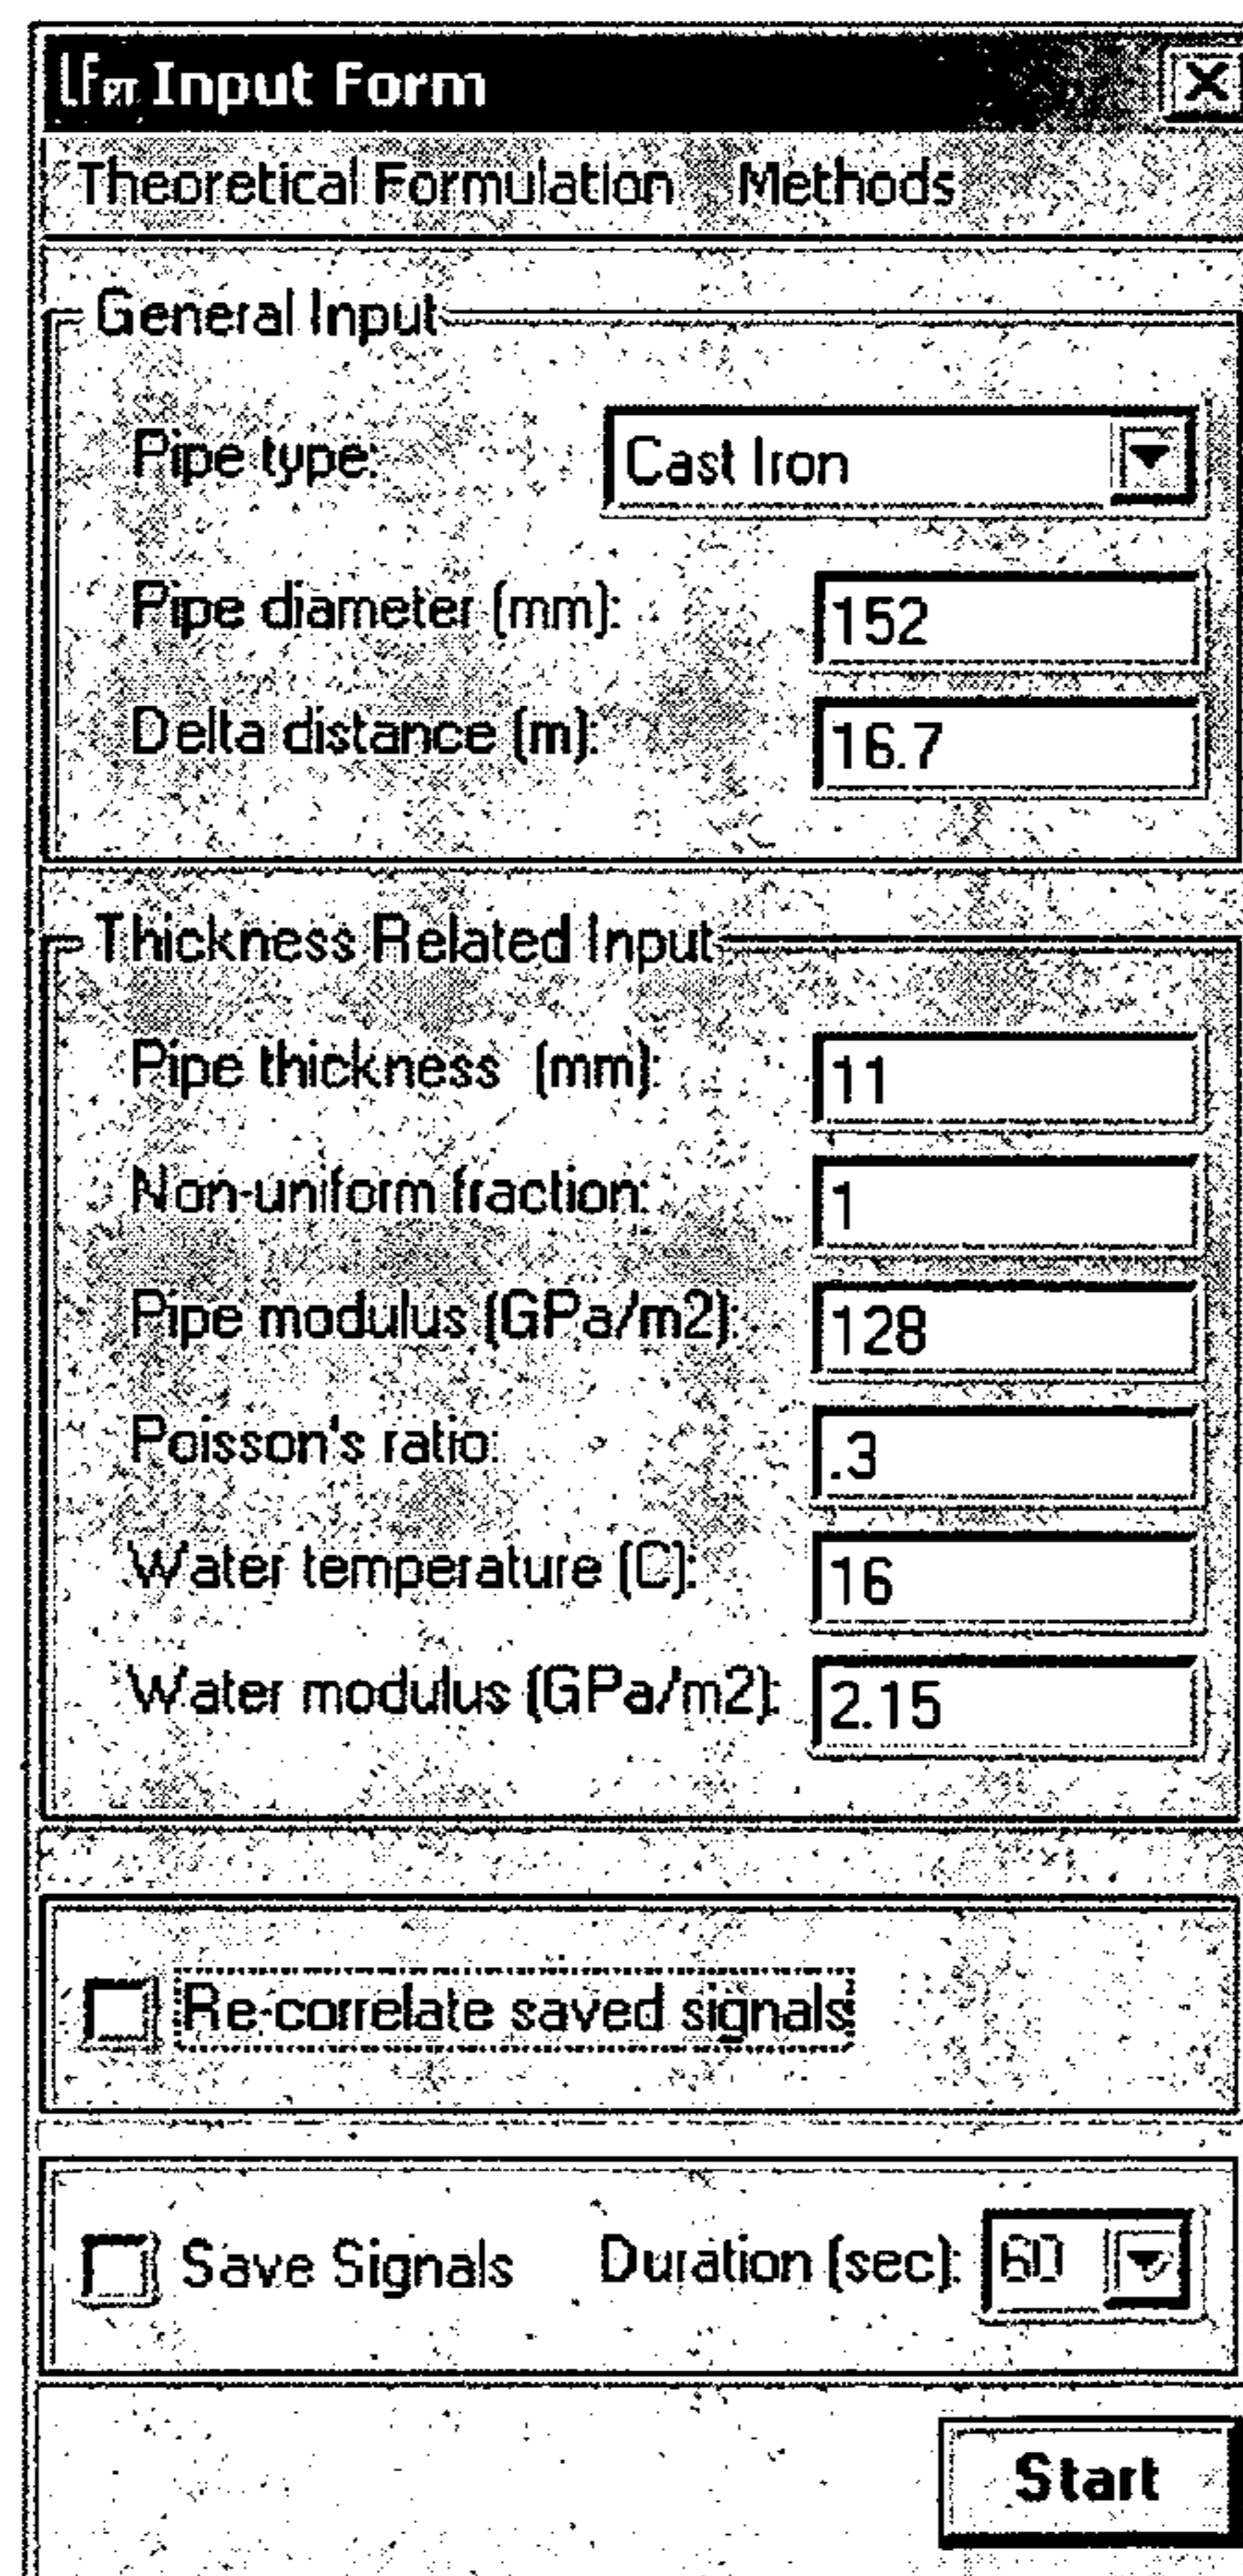 Input Form
Theoretical Formulation Methods
General Input
Pipe type: Cast Iron
Pipe diameter (mm): 152
Delta distance (m): 16.7
Thickness Related Input
Pipe thickness (mm): 11
Non-uniform fraction: 1
Pipe modulus (GPa/m2): 128
Poisson's ratio: .3
Water temperature (C): 16
Water modulus (GPa/m2): 2.15
Re-correlate saved signals
Save Signals Duration (sec): 60
Start